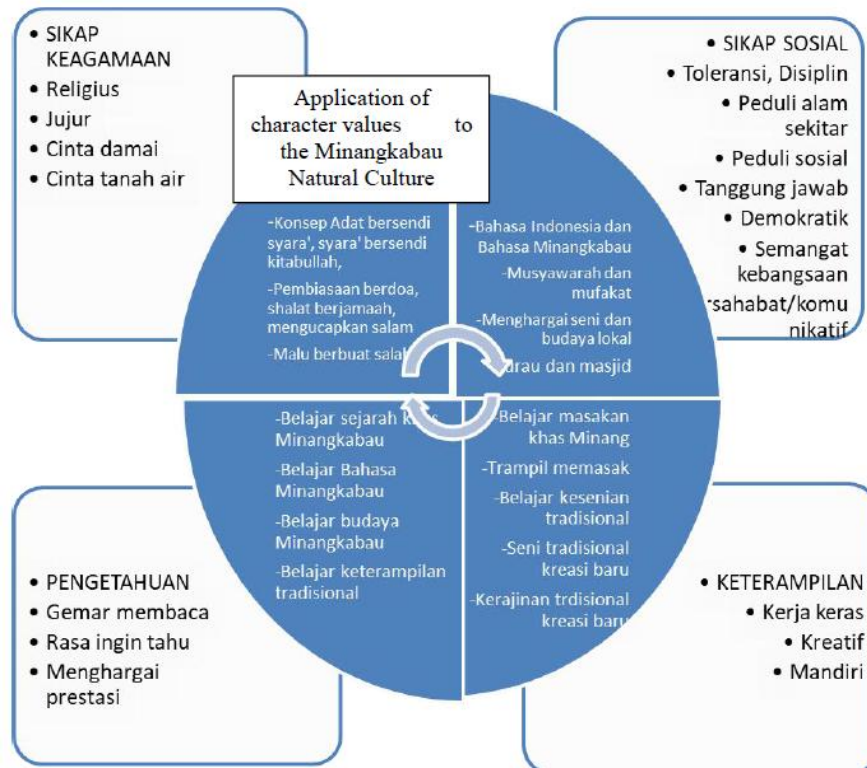 • SIKAP
KEAGAMAAN
• Religius
• Jujur
• Cinta damai
• Cinta tanah air
• SIKAP SOSIAL
• Toleransi, Disiplin
• Peduli alam
sekitar
• Peduli sosial
• Tanggung jawab
• Demokratik
• Semangat
kebangsaan
rsahabat/komu
nikatif
Application of
character values to
the Minangkabau
Natural Culture
-Konsep Adat bersendi
syara', syara' bersendi
kitabullah,
-Pembiasaan berdoa,
shalat berjamaah,
mengucapkan salam
-Malu berbuat sala
-Bahasa Indonesia dan
Bahasa Minangkabau
-Musyawarah dan
mufakat
-Menghargai seni dan
budaya lokal
urau dan masjid
-Belajar sejarah k s
Minangkabau
-Belajar Bahasa
Minangkabau
-Belajar budaya
Minangkabau
-Belajar keterampilan
tradisional
-Belajar masakan
khas Minang
-Trampil memasak
-Belajar kesenian
tradisional
-Seni tradisional
kreasi baru
-Kerajinan trdisional
kreasi baru
• PENGETAHUAN
• Gemar membaca
• Rasa ingin tahu
• Menghargai
prestasi
• KETERAMPILAN
• Kerja keras
• Kreatif
• Mandiri